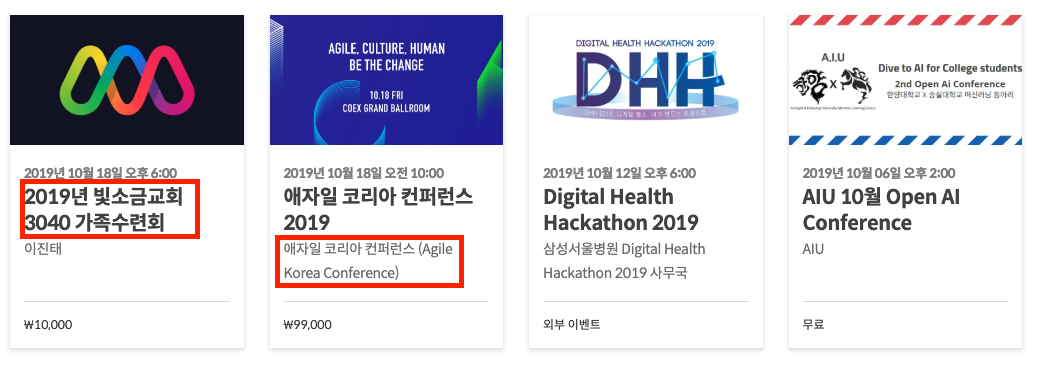 2019년 10월 18일 오후 6:00
2019년 빛소금교회
3040 가족수련회
이진태
₩10,000
AGILE, CULTURE, HUMAN
BE THE CHANGE
10.18 FRI
COEX GRAND BALLROOM
2019년 10월 18일 오전 10:00
애자일 코리아 컨퍼런스
2019
애자일 코리아 컨퍼런스 (Agile
Korea Conference)
₩99,000
DIGITAL HEALTH HACKATHON 2019
DHH
DHH 2019
2019년 10월 12일 오후 6:00
Digital Health
Hackathon 2019
삼성서울병원 Digital Health
Hackathon 2019 사무국
외부 이벤트
A.I.U
X
Dive to AI for College students
2nd Open Ai Conference
한양대학교 X 숭실대학교 머신러닝 동아리
2019년 10월 06일 오후 2:00
AIU 10월 Open AI
Conference
AIU
무료